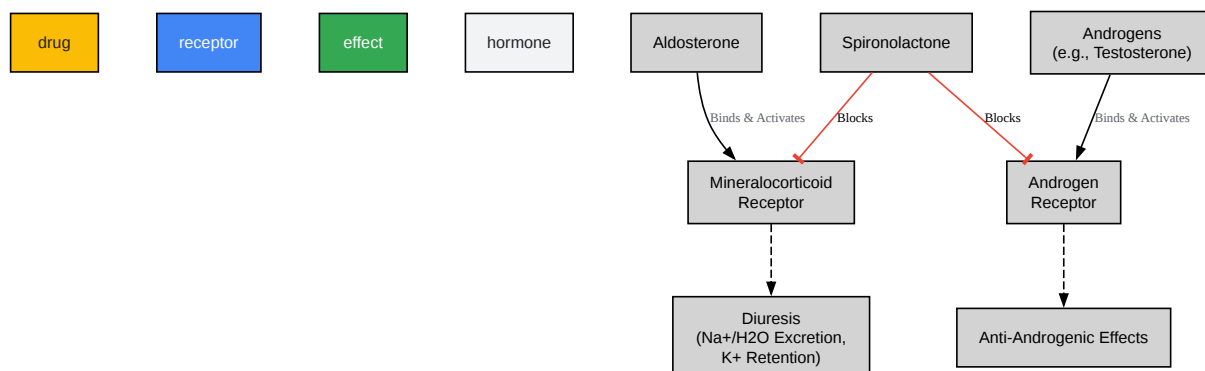 drug
receptor
effect
hormone
Aldosterone
Spironolactone
Androgens
(e.g., Testosterone)
Binds & Activates
Blocks
Blocks
Binds & Activates
Mineralocorticoid
Receptor
Androgen
Receptor
Diuresis
(Na+/H2O Excretion,
K+ Retention)
Anti-Androgenic Effects